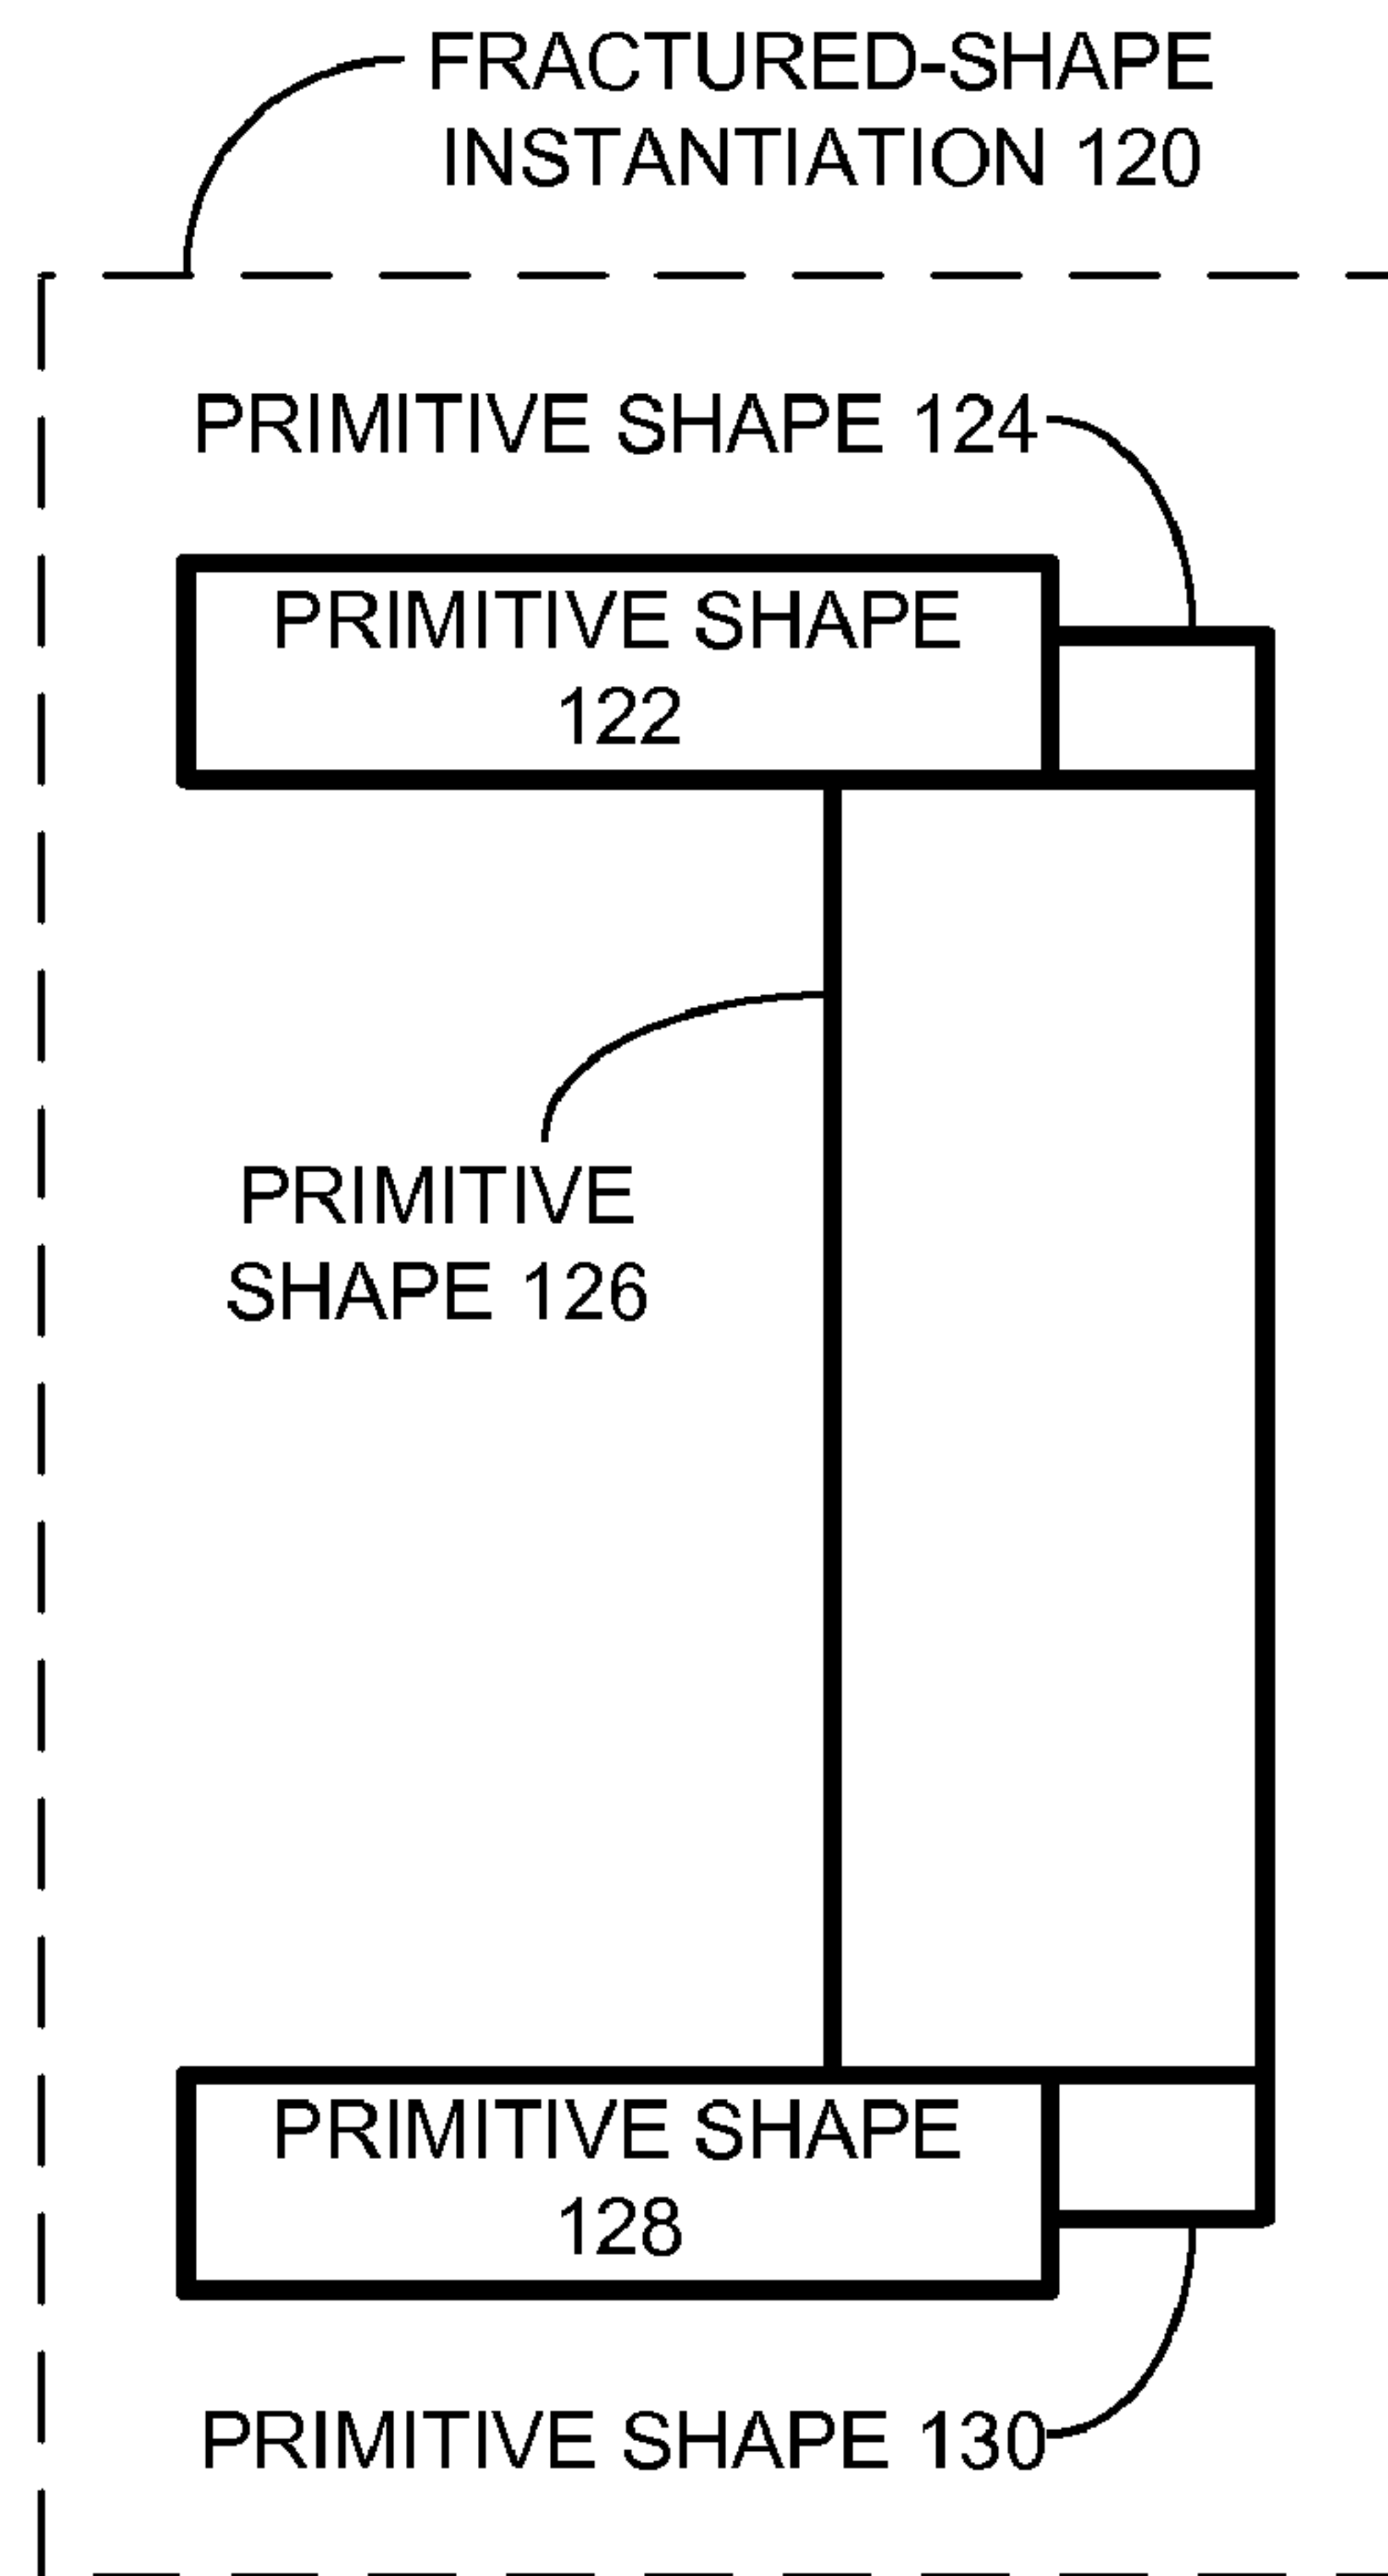 FRACTURED-SHAPE
INSTANTIATION 120
PRIMITIVE SHAPE 124
PRIMITIVE SHAPE
122
PRIMITIVE
SHAPE 126
PRIMITIVE SHAPE
128
PRIMITIVE SHAPE 130